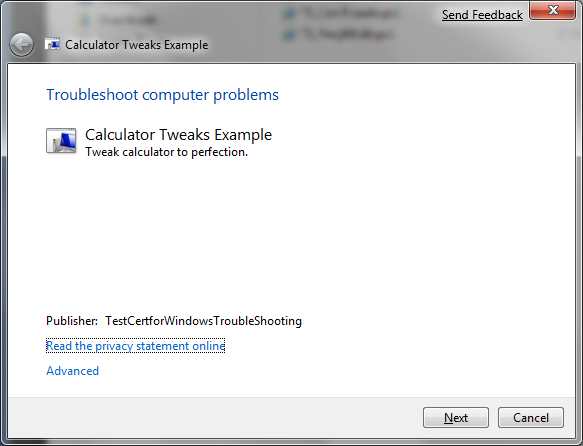 Send Feedback
Calculator Tweaks Example
Troubleshoot computer problems
Calculator Tweaks Example
Tweak calculator to perfection.
Publisher: TestCertforWindowsTroubleShooting
Read the privacy statement online
Advanced
Next
Cancel